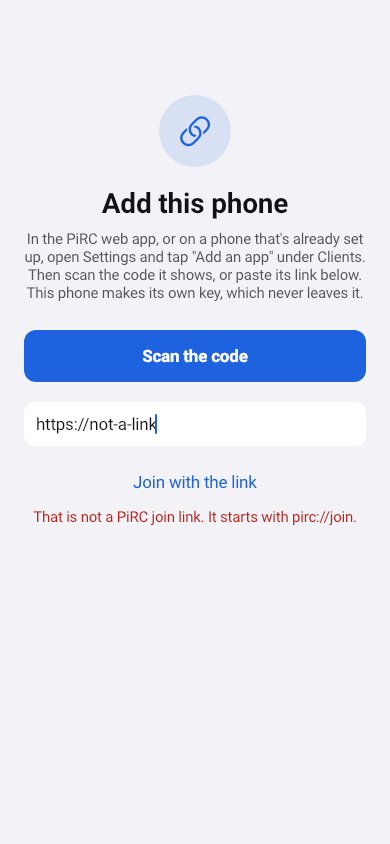 Add this phone
In the PiRC web app, or on a phone that's already set
up, open Settings and tap "Add an app" under Clients.
Then scan the code it shows, or paste its link below.
This phone makes its own key, which never leaves it.
Scan the code
https://not-a-link
Join with the link
That is not a PiRC join link. It starts with pirc://join.